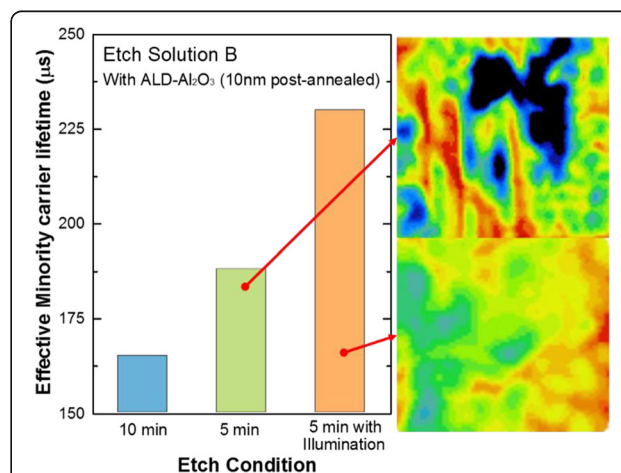 250
225
200
175
150
Effective Minority carrier lifetime (µs)
Etch Solution B
With ALD-Al₂O₃ (10nm post-annealed)
10 min
5 min
5 min with
Illumination
Etch Condition